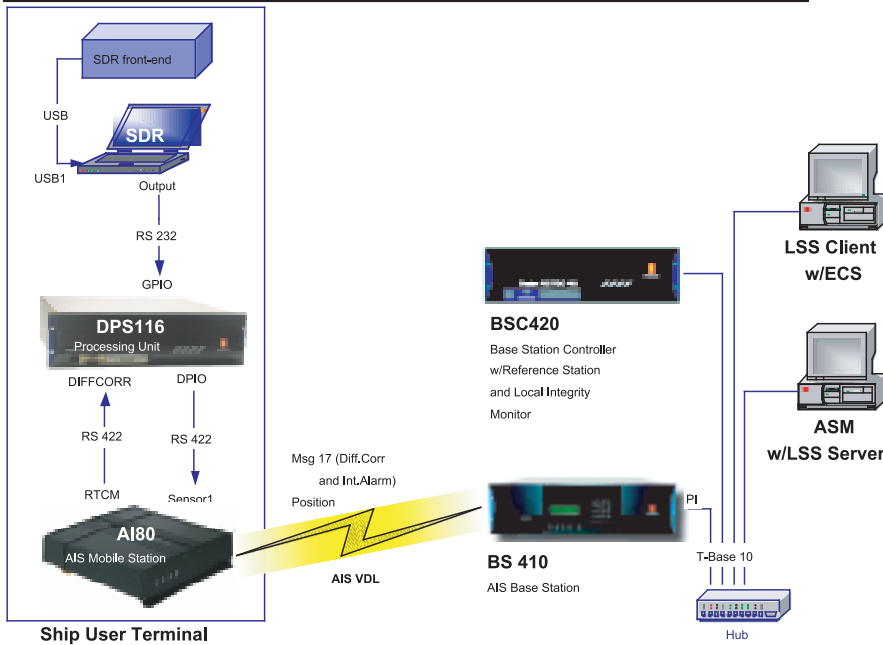 SDR front-end
USB
SDR
USB1
Output
RS 232
GPIO
DPS116
Processing Unit
DIFFCORR
DPIO
RS 422
RS 422
RTCM
Sensor1
AI80
AIS Mobile Station
Ship User Terminal
Msg 17 (Diff.Corr
and Int.Alarm)
Position
AIS VDL
BSC420
Base Station Controller
w/Reference Station
and Local Integrity
Monitor
PI
BS 410
AIS Base Station
LSS Client
w/ECS
ASM
w/LSS Server
T-Base 10
Hub